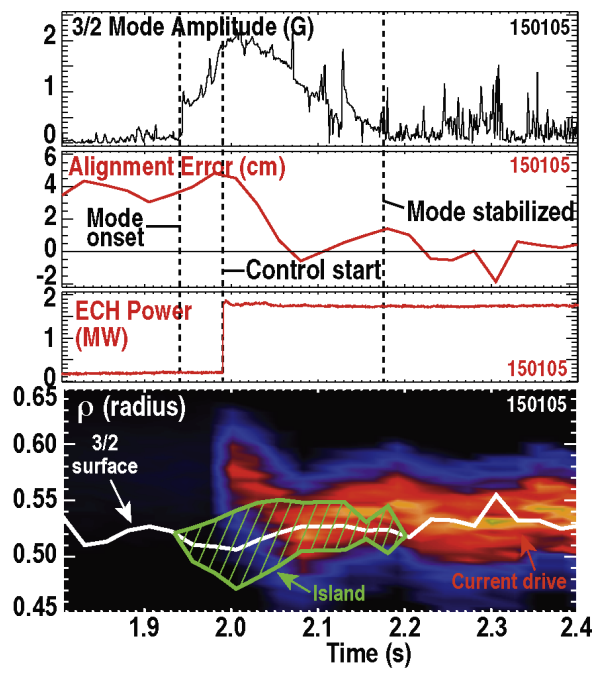 3/2 Mode Amplitude (G) 150105
2
1
0
Alignment Error (cm) 150105
6
4
2
0
-2
Mode
onset
Mode stabilized
Control start
2
1
0
ECH Power
(MW)
150105
0.65
0.60
0.55
0.50
0.45
ρ (radius) 150105
3/2
surface
Island
Current drive
1.9 2.0 2.1 2.2 2.3 2.4
Time (s)